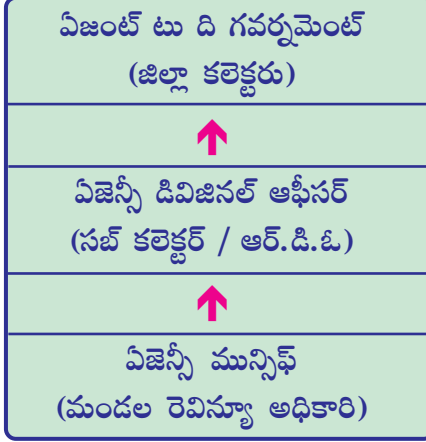 ఏజంట్ టు ది గవర్నమెంట్
(జిల్లా కలెక్టరు)
ఏజెన్సీ డివిజినల్ ఆఫీసర్
(సబ్ కలెక్టర్ / ఆర్.డి.ఓ)
ఏజెన్సీ మున్సిఫ్
(మండల రెవిన్యూ అధికారి)